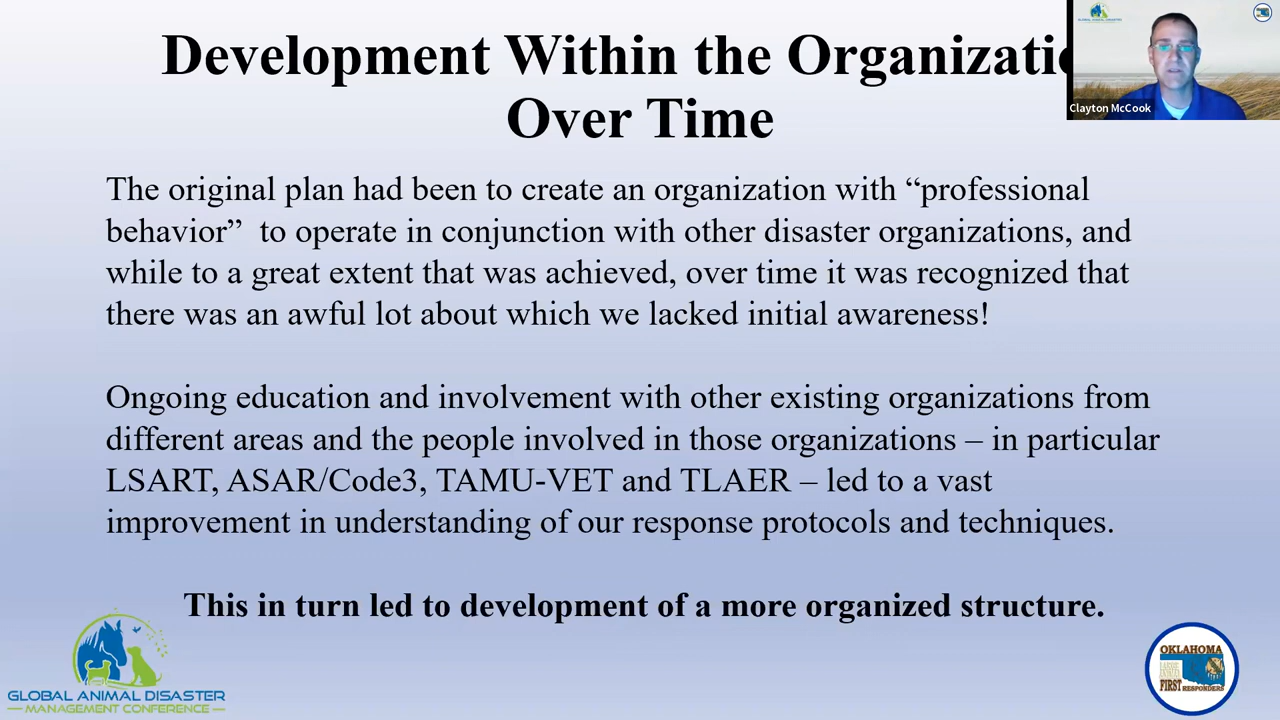 Development Within the Organizatio
Over Time
Clayton McCook
The original plan had been to create an organization with “professional
behavior”  to operate in conjunction with other disaster organizations, and
while to a great extent that was achieved, over time it was recognized that
there was an awful lot about which we lacked initial awareness!
Ongoing education and involvement with other existing organizations from
different areas and the people involved in those organizations – in particular
LSART, ASAR/Code3, TAMU-VET and TLAER – led to a vast
improvement in understanding of our response protocols and techniques.
This in turn led to development of a more organized structure.
GLOBAL ANIMAL DISASTER
MANAGEMENT CONFERENCE
OKLAHOMA
FIRST RESPONDERS